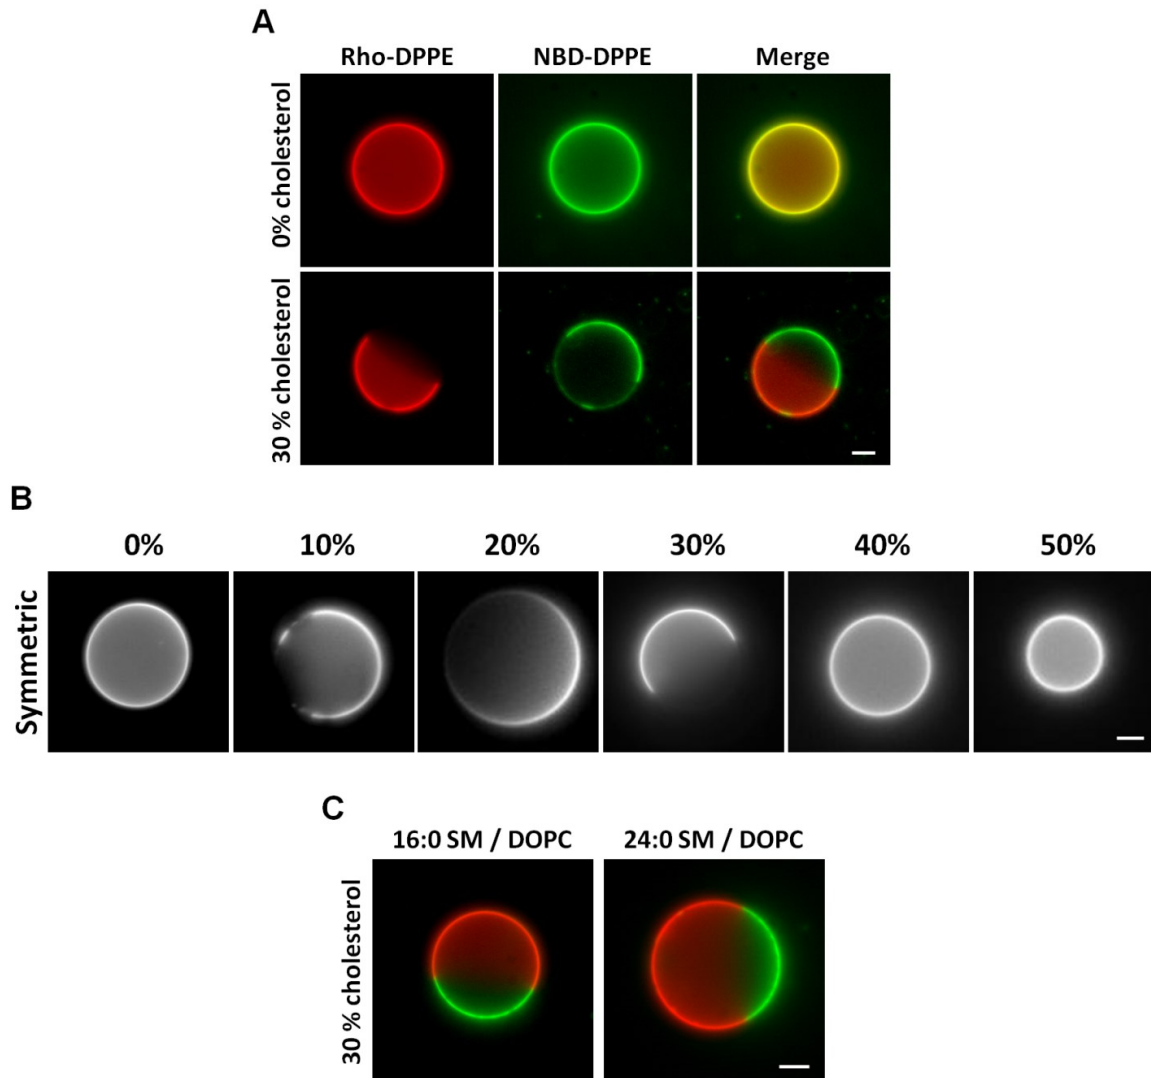 A
Rho-DPPE NBD-DPPE Merge
0% cholesterol
30 % cholesterol
B
0% 10% 20% 30% 40% 50%
Symmetric
C
16:0 SM / DOPC 24:0 SM / DOPC
30 % cholesterol